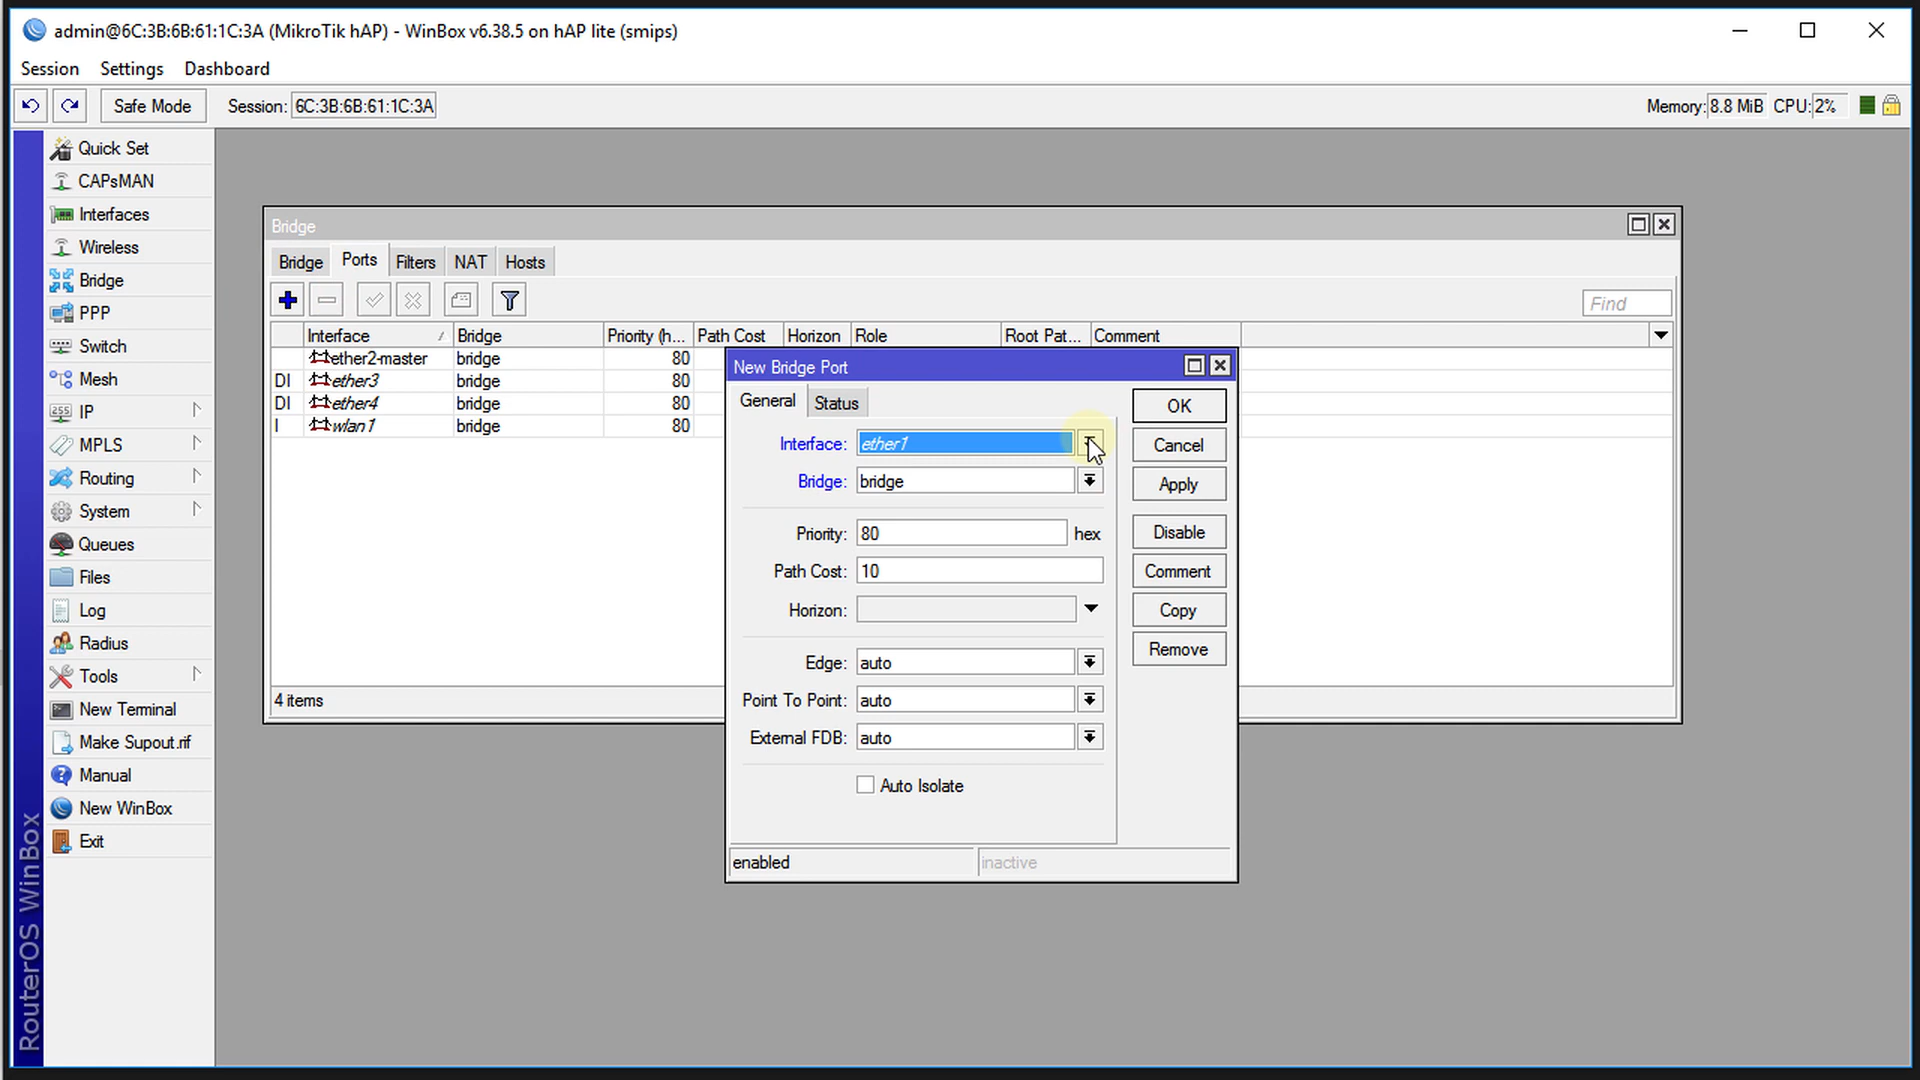 admin@6C:3B:6B:61:1C:3A (MikroTik hAP) - WinBox v6.38.5 on hAP lite (smips)
Session Settings Dashboard
Safe Mode Session: 6C:3B:6B:61:1C:3A Memory: 8.8 MiB CPU: 2%
Quick Set
CAPsMAN
Interfaces
Wireless
Bridge
PPP
Switch
Mesh
IP
MPLS
Routing
System
Queues
Files
Log
Radius
Tools
New Terminal
Make Supout.rif
Manual
New WinBox
Exit
RouterOS WinBox
Bridge
Bridge Ports Filters NAT Hosts
Find
Interface Bridge Priority (h... Path Cost Horizon Role Root Pat... Comment
ether2-master bridge 80
DI ether3 bridge 80
DI ether4 bridge 80
I wlan1 bridge 80
4 items
New Bridge Port
General Status
Interface: ether1
Bridge: bridge
Priority: 80 hex
Path Cost: 10
Horizon:
Edge: auto
Point To Point: auto
External FDB: auto
Auto Isolate
OK
Cancel
Apply
Disable
Comment
Copy
Remove
enabled inactive